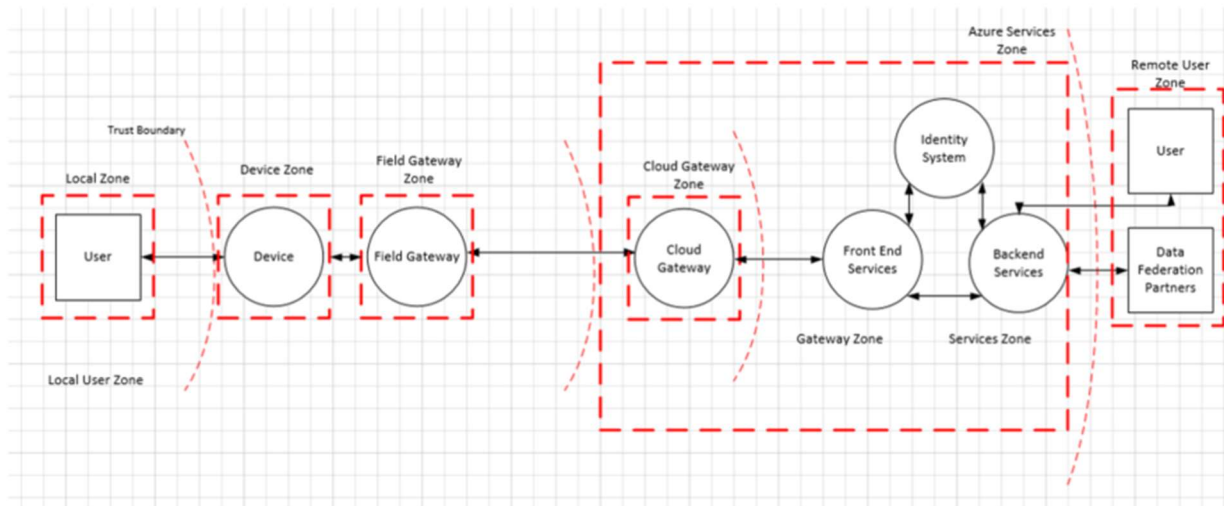 Azure Services
Zone
Remote User
Zone
Trust Boundary
Local Zone
Device Zone
Field Gateway
Zone
Cloud Gateway
Zone
Identity
System
User
User
Device
Field Gateway
Cloud
Gateway
Front End
Services
Backend
Services
Data
Federation
Partners
Gateway Zone
Services Zone
Local User Zone